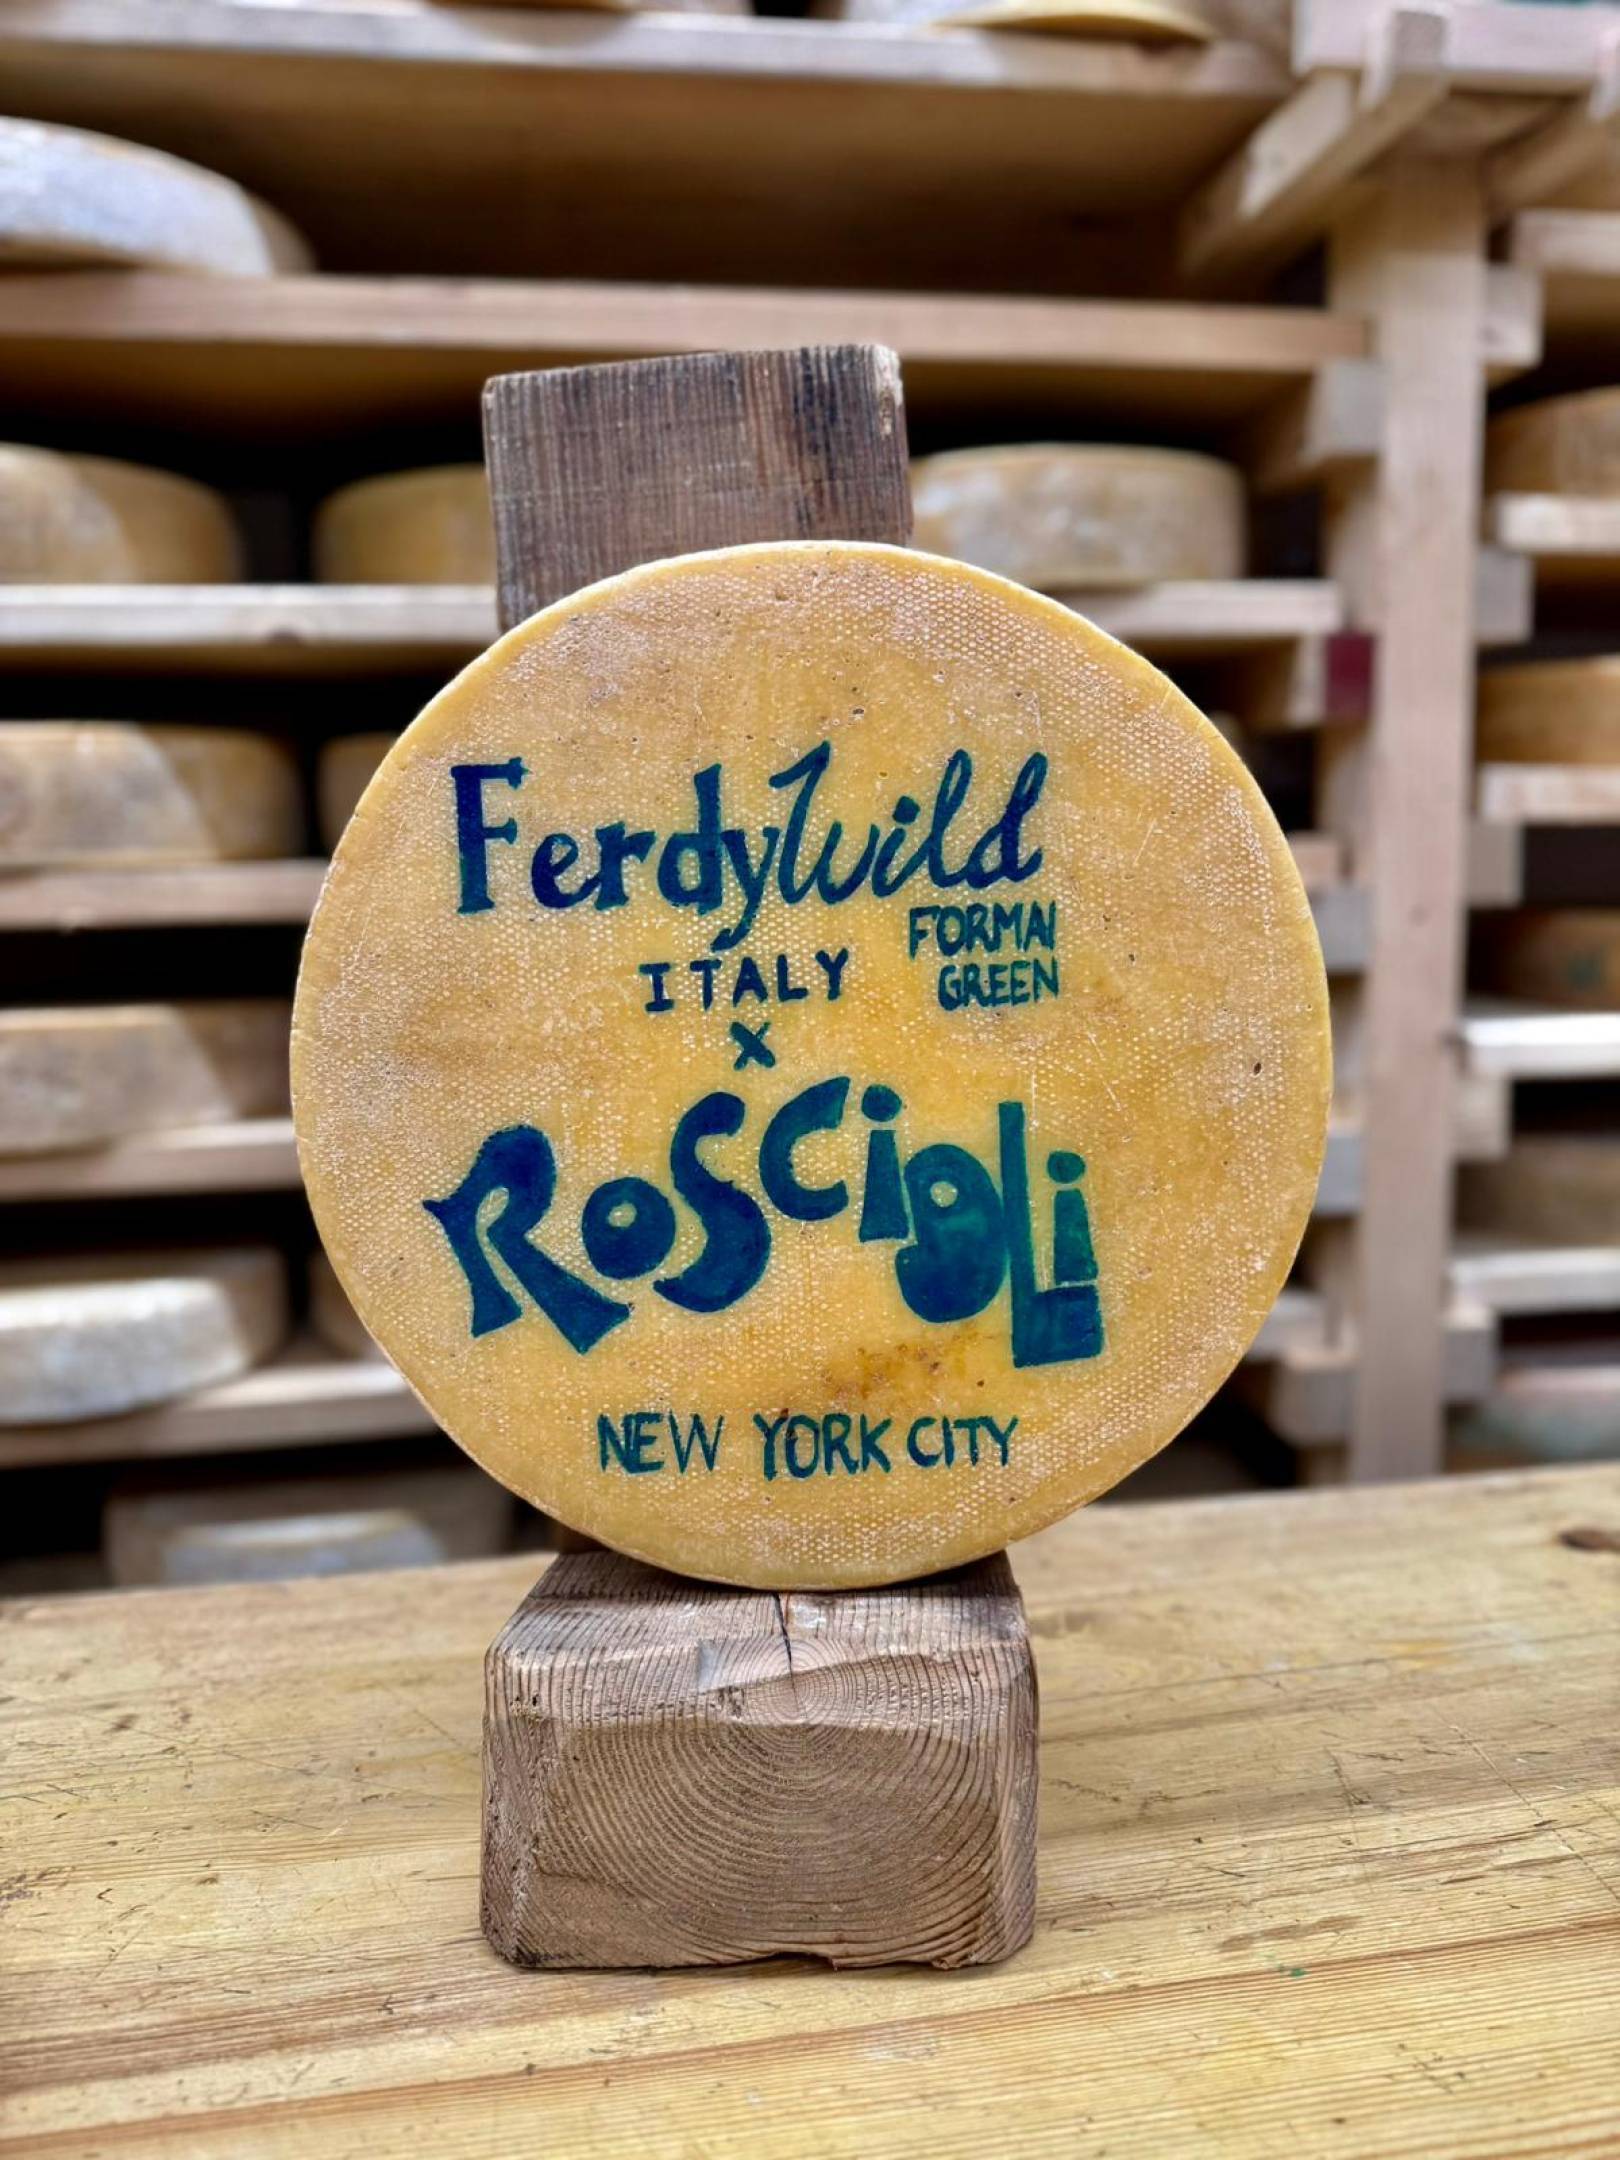 FerdyWild
FORMAI
GREEN
ITALY
x
RoSCiOLi
NEW YORK CITY